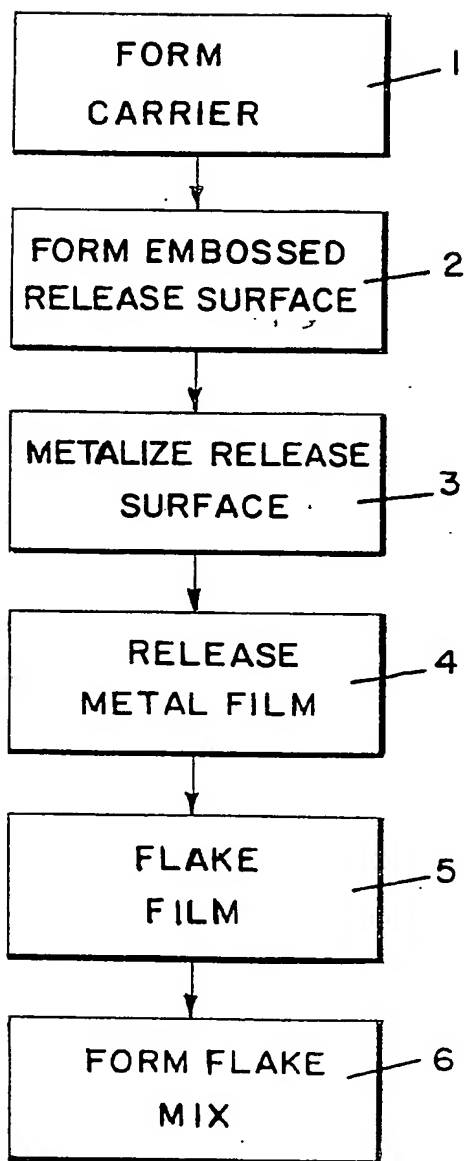 FORM
CARRIER
1
FORM EMBOSSED
RELEASE SURFACE
2
METALIZE RELEASE
SURFACE
3
RELEASE
METAL FILM
4
FLAKE
FILM
5
FORM FLAKE
MIX
6